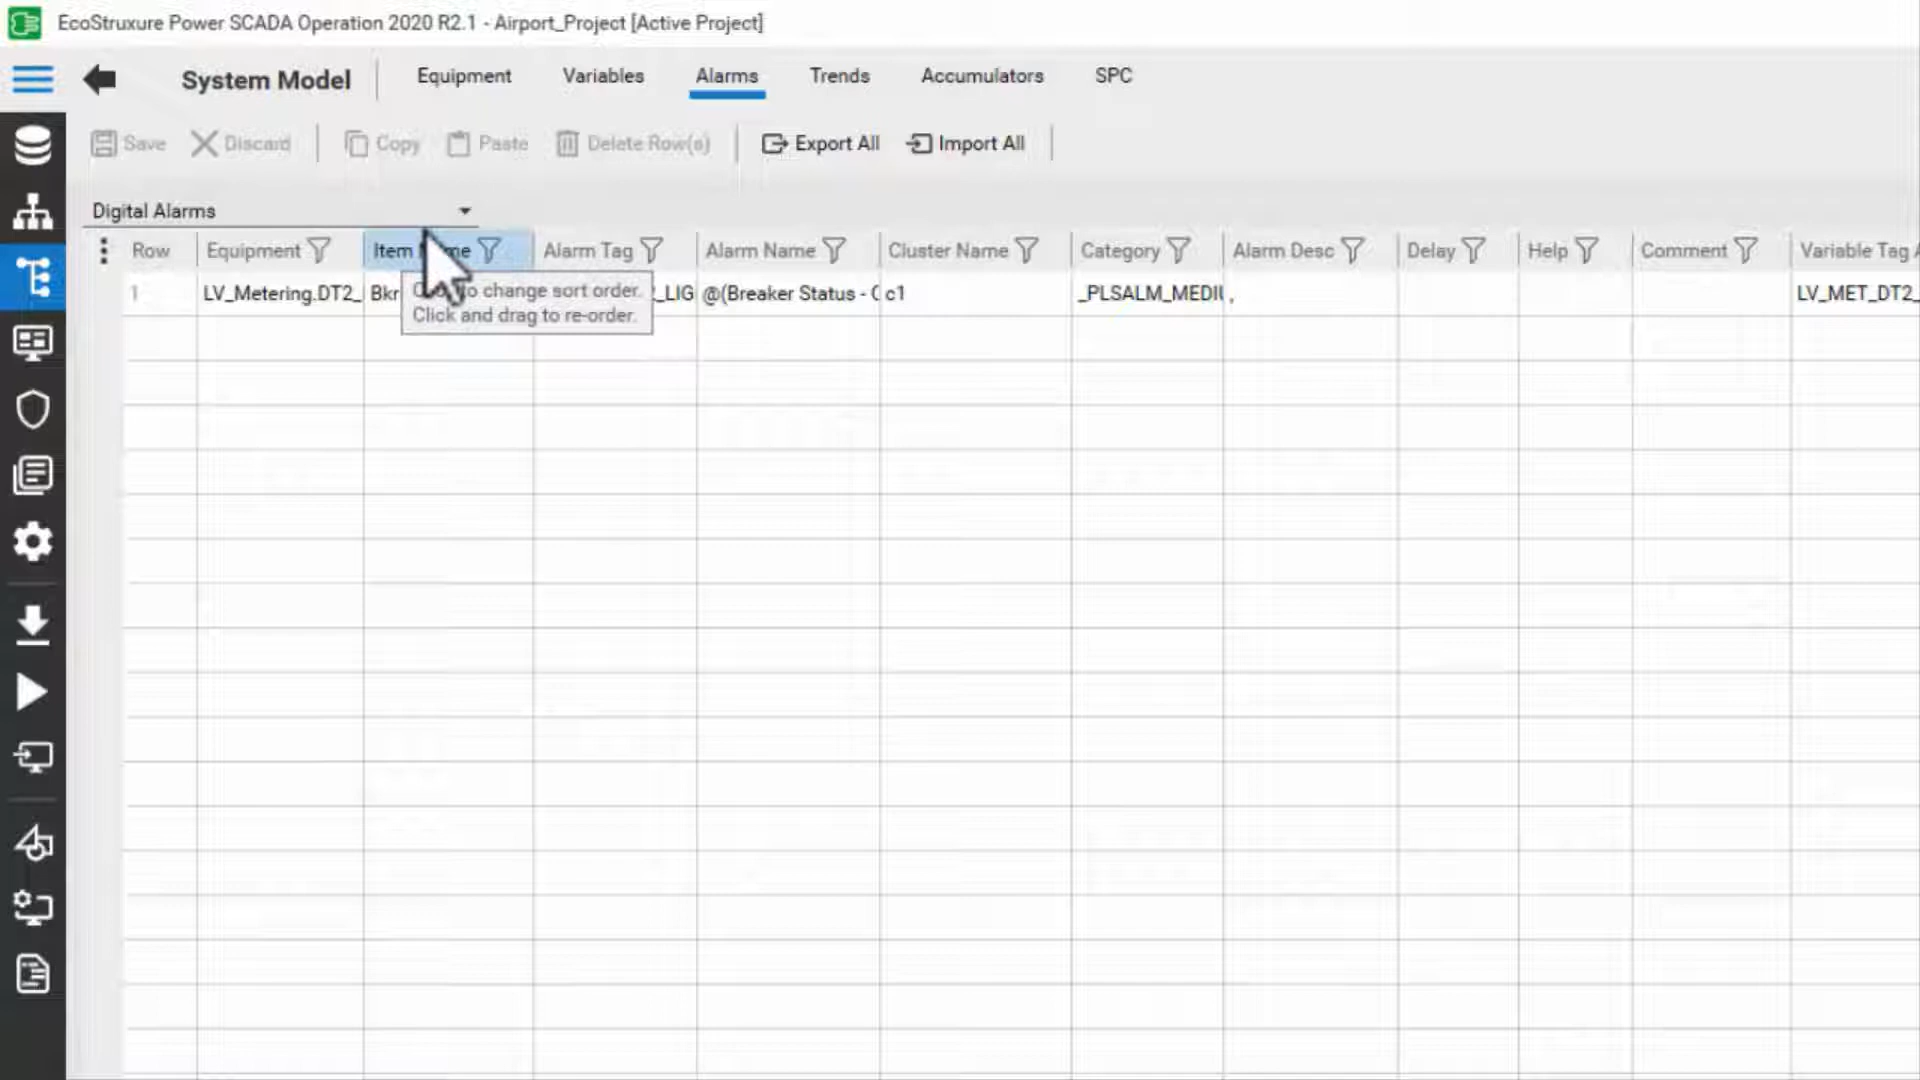 EcoStruxure Power SCADA Operation 2020 R2.1 - Airport_Project [Active Project]
System Model Equipment Variables Alarms Trends Accumulators SPC
Save Discard Copy Paste Delete Row(s) Export All Import All
Digital Alarms
Row Equipment Item Alarm Tag Alarm Name Cluster Name Category Alarm Desc Delay Help Comment Variable Tag
1 LV_Metering.DT2_ Bkr _LIG @(Breaker Status - c1 _PLSALM_MEDI , LV_MET_DT2_
to change sort order.
Click and drag to re-order.